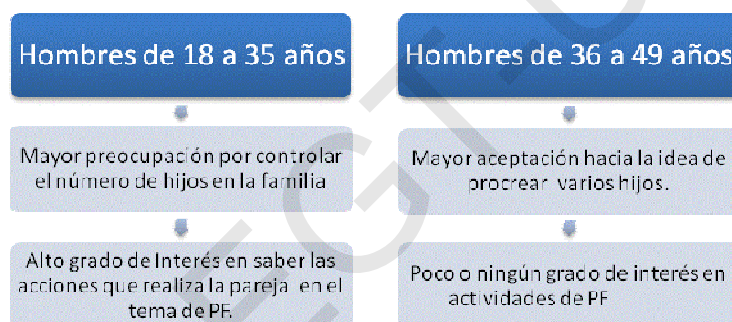 Hombres de 18 a 35 años
Mayor preocupación por controlar
el número de hijos en la familia
Alto grado de Interés en saber las
acciones que realiza la pareja en el
tema de PF.
Hombres de 36 a 49 años
Mayor aceptación hacia la idea de
procrear varios hijos.
Poco o ningún grado de interés en
actividades de PF